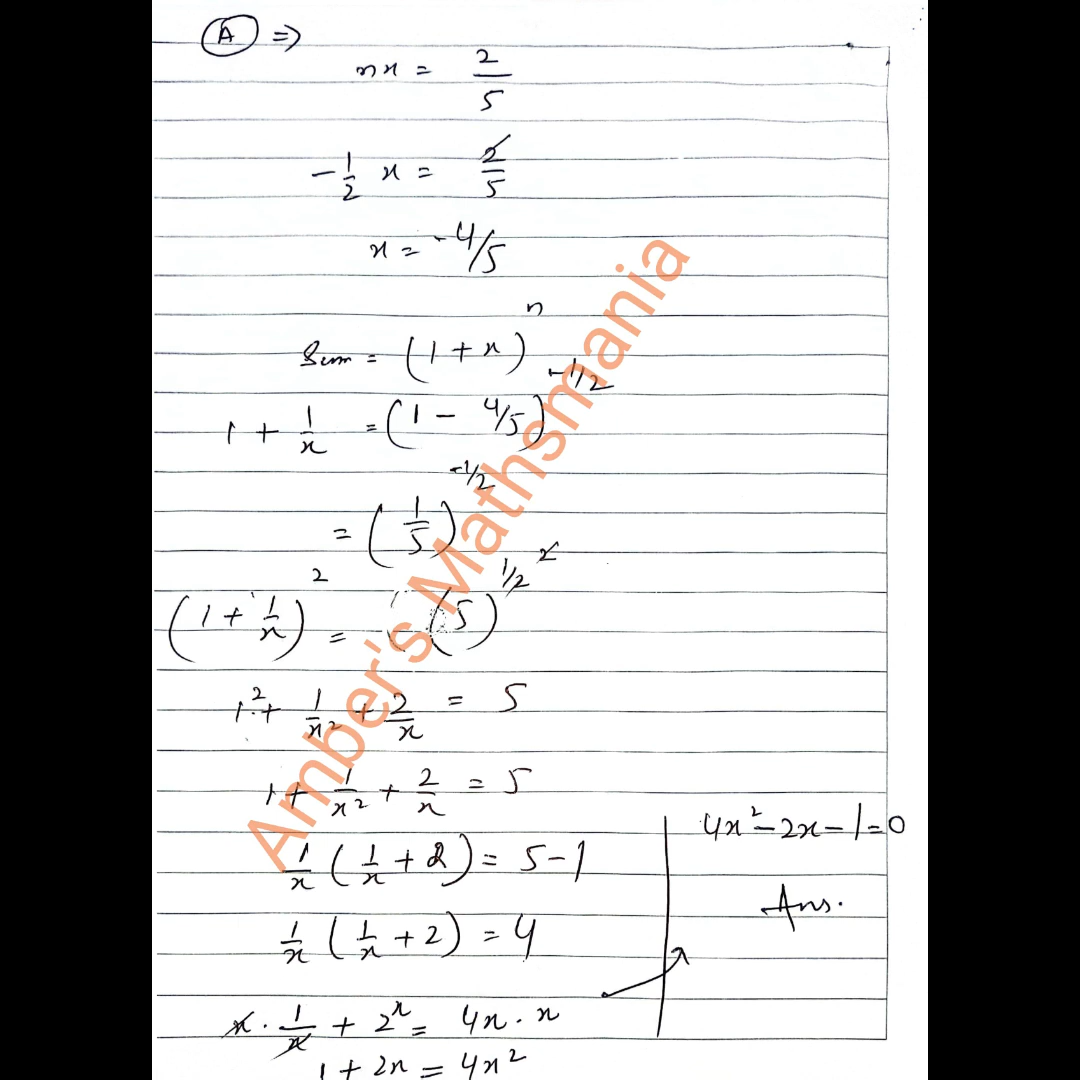 (A) ⇒
nx = 2/5
-1/2 x = 2/5
x = -4/5
Sum = (1 + x)^n
1 + 1/x = (1 - 4/5)^-1/2
= (1/5)^-1/2
(1 + 1/x)^2 = (5)^1/2 × 2
1^2 + 1/x^2 + 2/x = 5
1 + 1/x^2 + 2/x = 5
1/x (1/x + 2) = 5 - 1
1/x (1/x + 2) = 4
x · 1/x + 2x = 4x · x
1 + 2x = 4x^2
4x^2 - 2x - 1 = 0
Ans.
Amber's Mathsmania